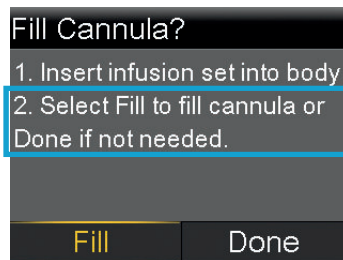 Fill Cannula?
1. Insert infusion set into body
2. Select Fill to fill cannula or
Done if not needed.
Fill
Done